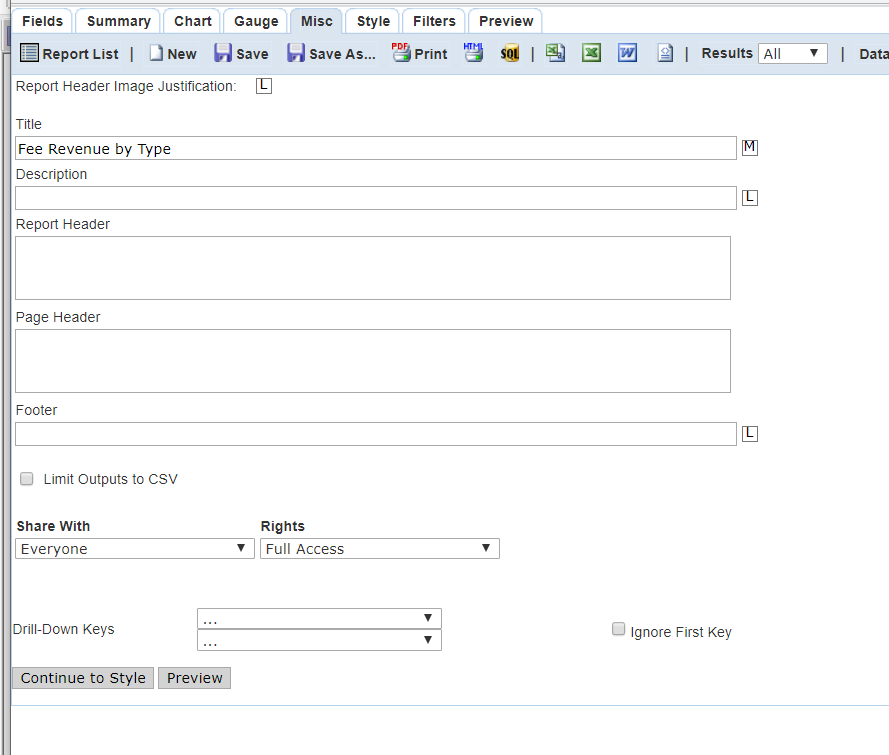 Fields Summary Chart Gauge Misc Style Filters Preview
Report List | New Save Save As... PDF Print HTML SQL | | Results All | Data
Report Header Image Justification: L
Title
Fee Revenue by Type M
Description
L
Report Header
Page Header
Footer
L
Limit Outputs to CSV
Share With Rights
Everyone Full Access
...
Drill-Down Keys Ignore First Key
...
Continue to Style Preview